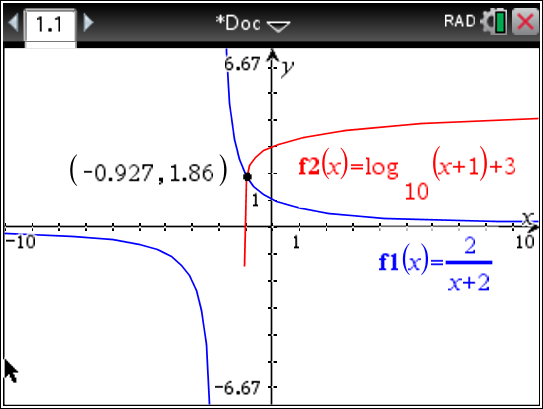 1.1
*Doc
RAD
6.67
y
(-0.927,1.86)
f2(x)=log10(x+1)+3
1
x
-10
1
10
f1(x)=2/(x+2)
-6.67